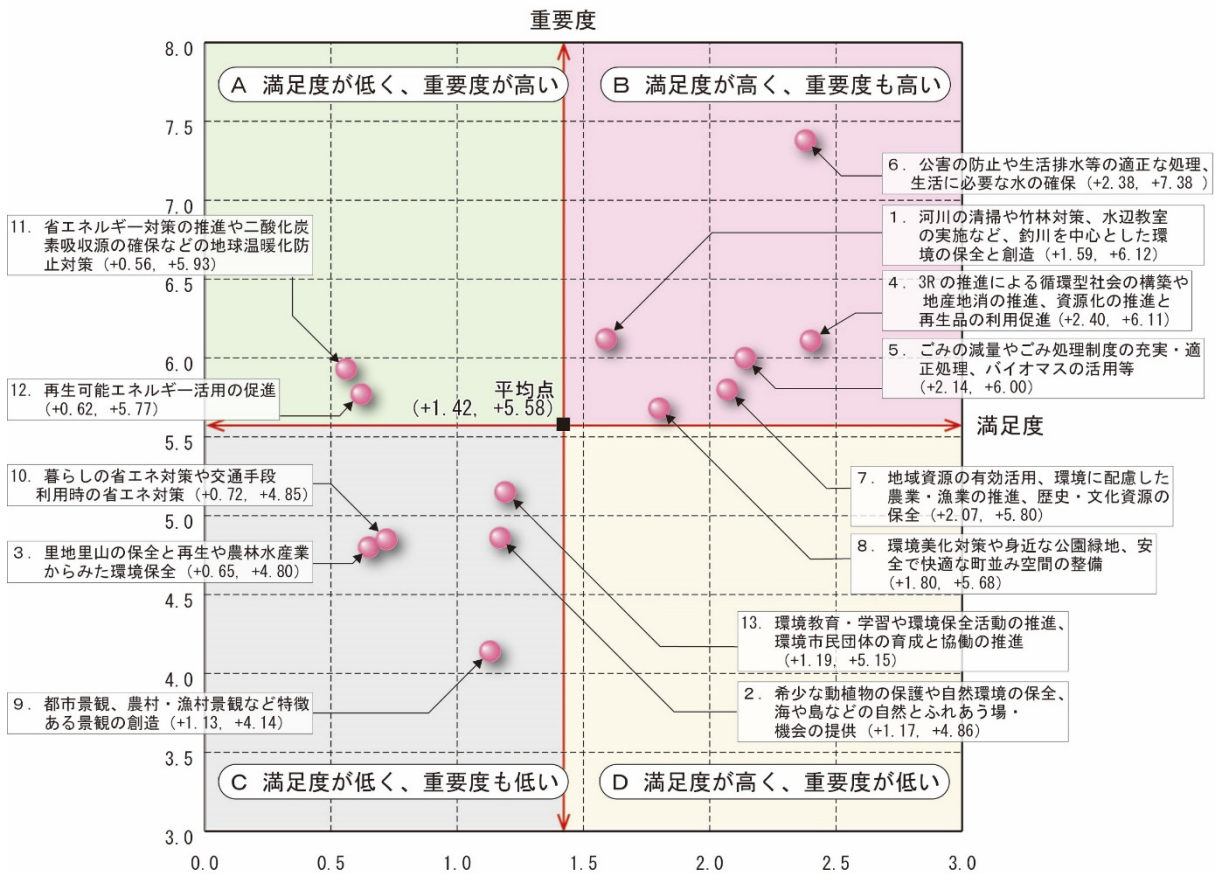 重要度
8.0
7.5
7.0
6.5
6.0
5.5
5.0
4.5
4.0
3.5
3.0
A 満足度が低く、重要度が高い
B 満足度が高く、重要度も高い
6. 公害の防止や生活排水等の適正な処理、
生活に必要な水の確保 (+2.38, +7.38 )
1. 河川の清掃や竹林対策、水辺教室
の実施など、釣川を中心とした環
境の保全と創造 (+1.59, +6.12)
4. 3Rの推進による循環型社会の構築や
地産地消の推進、資源化の推進と
再生品の利用促進 (+2.40, +6.11)
5. ごみの減量やごみ処理制度の充実・適
正処理、バイオマスの活用等
(+2.14, +6.00)
11. 省エネルギー対策の推進や二酸化炭
素吸収源の確保などの地球温暖化防
止対策 (+0.56, +5.93)
12. 再生可能エネルギー活用の促進
(+0.62, +5.77)
平均点
(+1.42, +5.58)
満足度
10. 暮らしの省エネ対策や交通手段
利用時の省エネ対策 (+0.72, +4.85)
3. 里地里山の保全と再生や農林水産業
からみた環境保全 (+0.65, +4.80)
9. 都市景観、農村・漁村景観など特徴
ある景観の創造 (+1.13, +4.14)
7. 地域資源の有効活用、環境に配慮した
農業・漁業の推進、歴史・文化資源の
保全 (+2.07, +5.80)
8. 環境美化対策や身近な公園緑地、安
全で快適な町並み空間の整備
(+1.80, +5.68)
13. 環境教育・学習や環境保全活動の推進、
環境市民団体の育成と協働の推進
(+1.19, +5.15)
2. 希少な動植物の保護や自然環境の保全、
海や島などの自然とふれあう場・
機会の提供 (+1.17, +4.86)
C 満足度が低く、重要度も低い
D 満足度が高く、重要度が低い
0.0 0.5 1.0 1.5 2.0 2.5 3.0